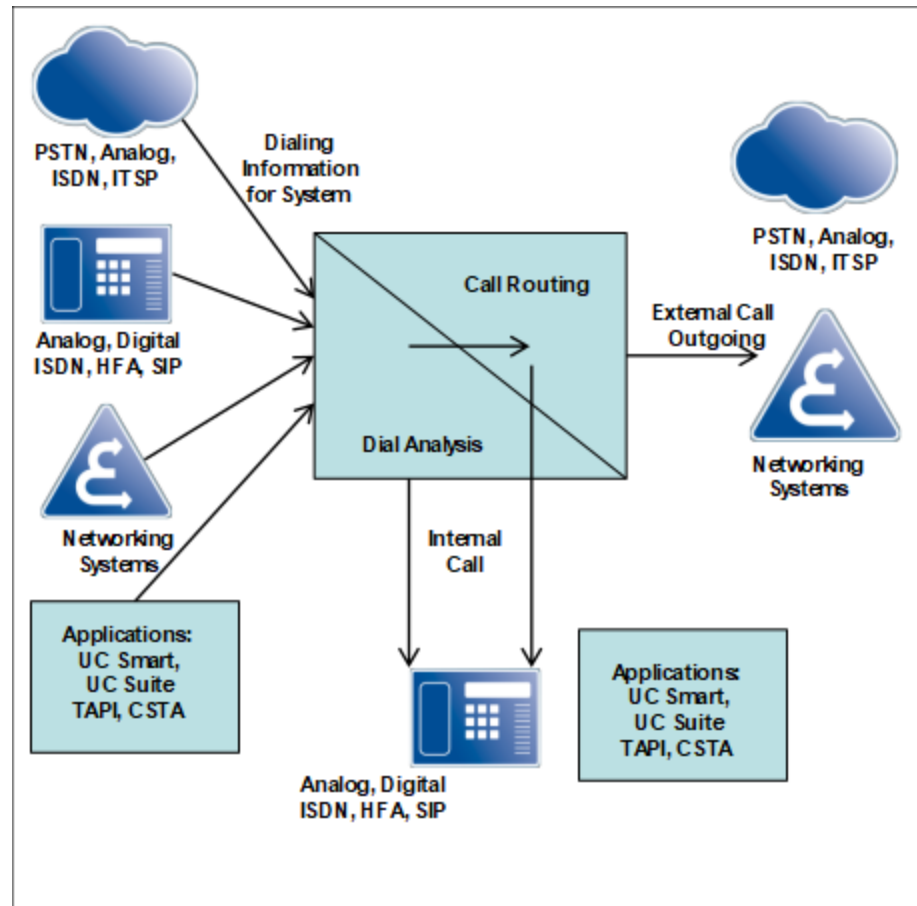 PSTN, Analog,
ISDN, ITSP
Dialing
Information
for System
PSTN, Analog,
ISDN, ITSP
Analog, Digital
ISDN, HFA, SIP
Call Routing
External Call
Outgoing
Dial Analysis
Networking
Systems
Networking
Systems
Internal
Call
Applications:
UC Smart,
UC Suite
TAPI, CSTA
Applications:
UC Smart,
UC Suite
TAPI, CSTA
Analog, Digital
ISDN, HFA, SIP